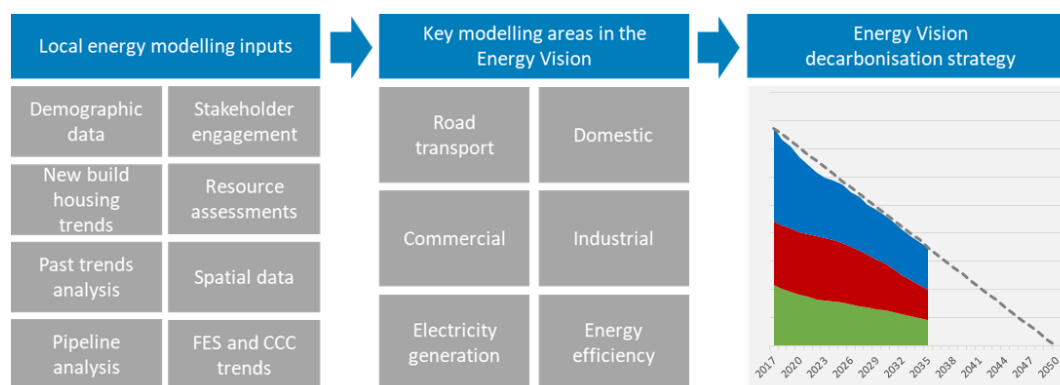 Local energy modelling inputs
Key modelling areas in the
Energy Vision
Energy Vision
decarbonisation strategy
Demographic
data
Stakeholder
engagement
New build
housing
trends
Resource
assessments
Past trends
analysis
Spatial data
Pipeline
analysis
FES and CCC
trends
Road
transport
Domestic
Commercial
Industrial
Electricity
generation
Energy
efficiency
2017
2020
2023
2026
2029
2032
2035
2038
2041
2044
2047
2050